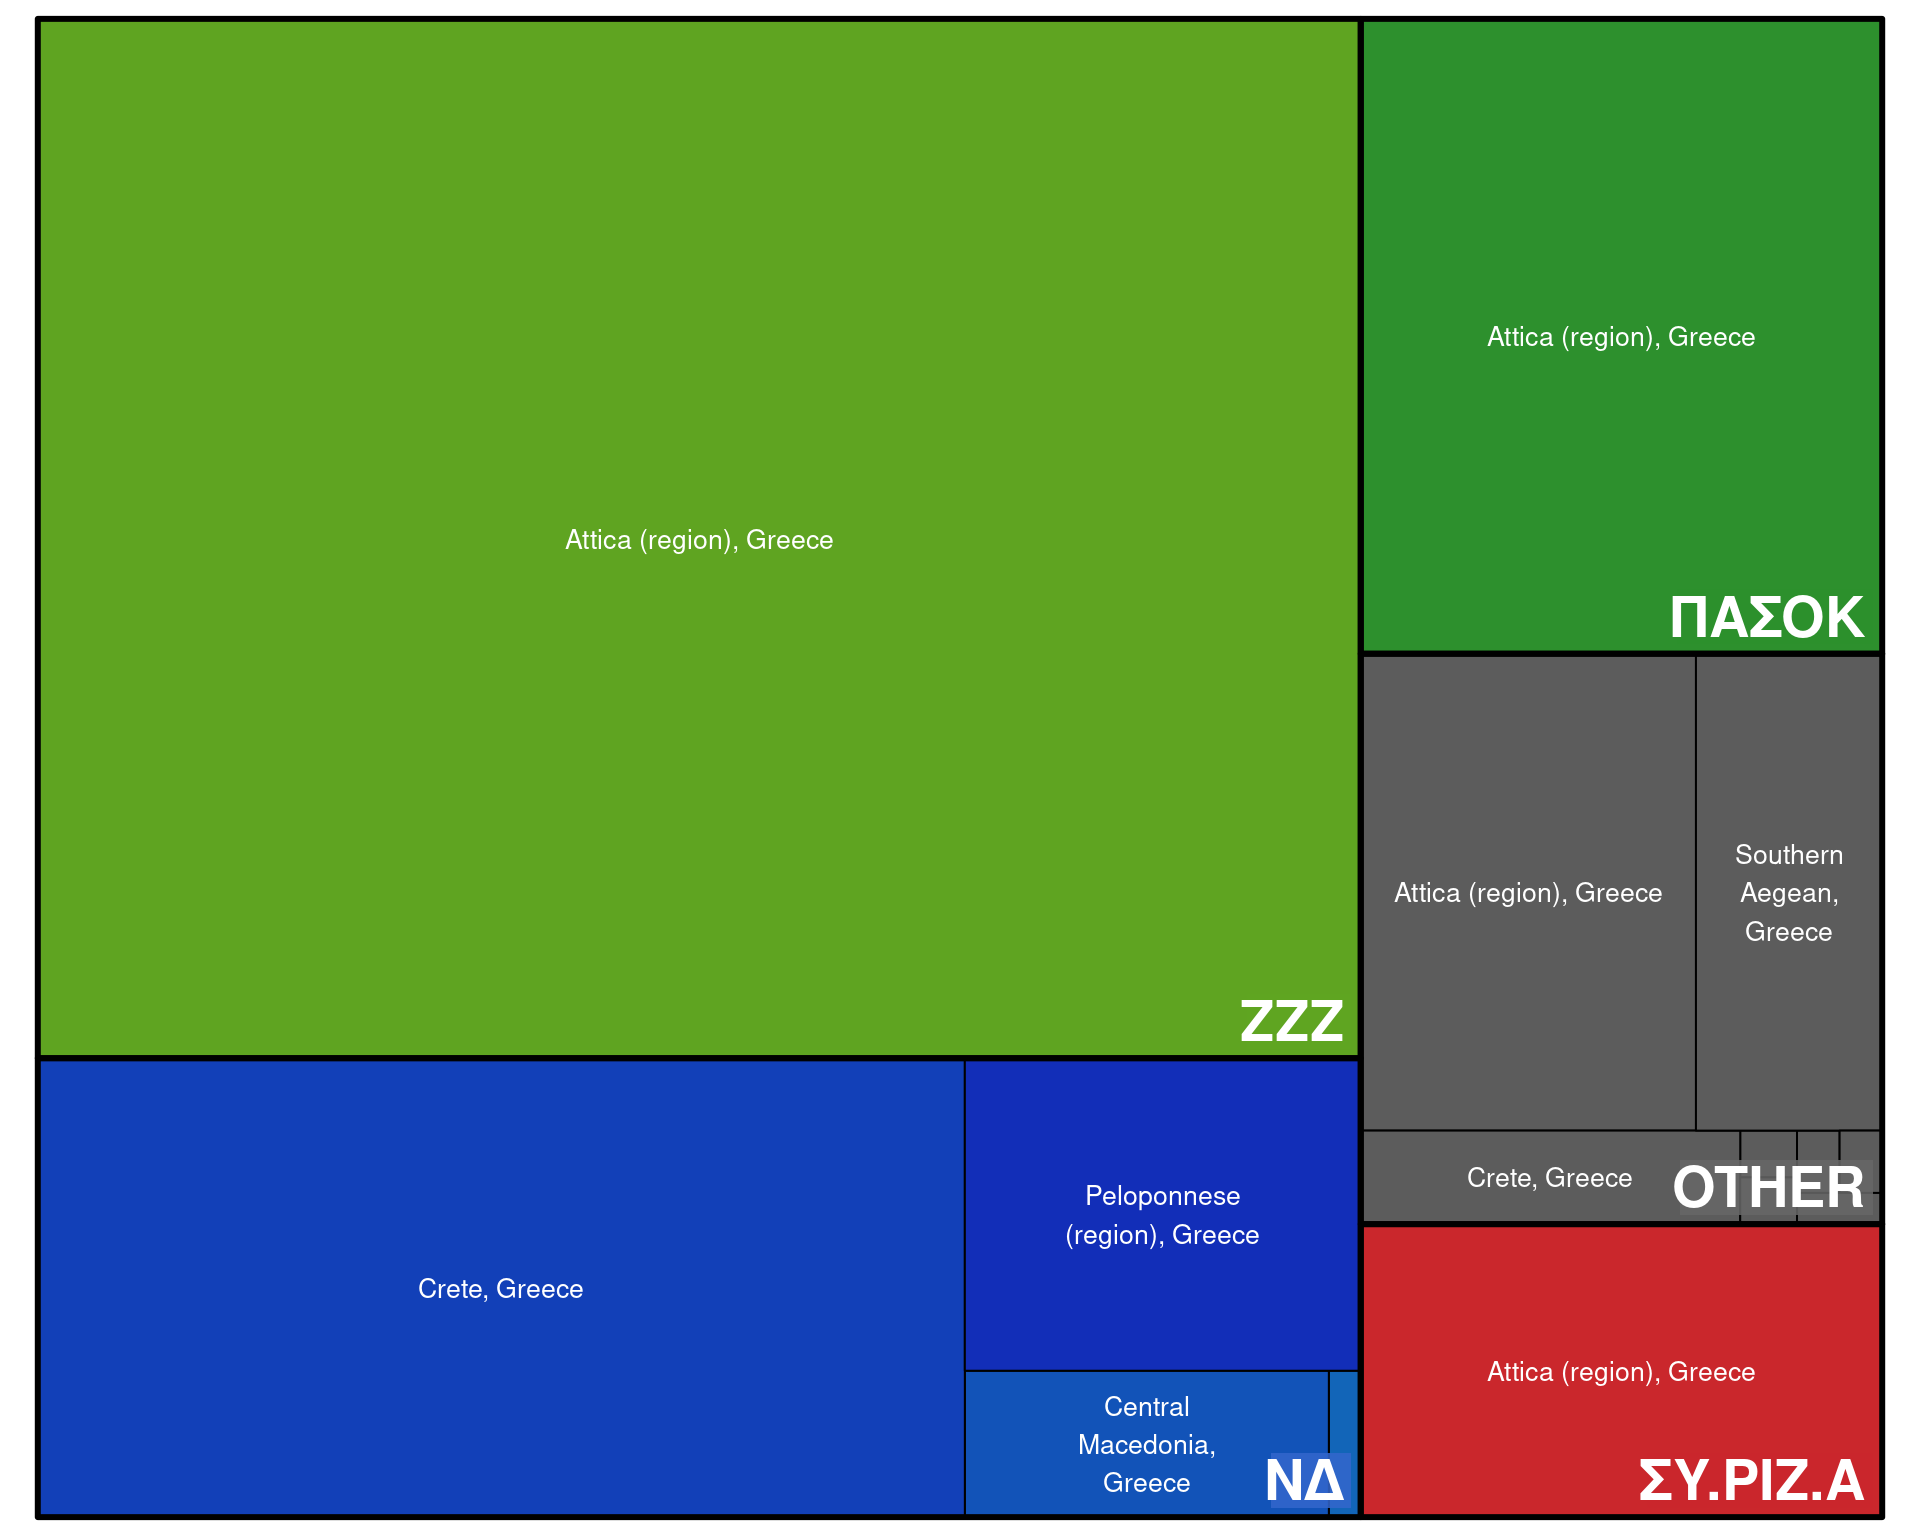 Attica (region), Greece
ZZZ
Attica (region), Greece
ΠΑΣΟΚ
Attica (region), Greece
Southern
Aegean,
Greece
Crete, Greece
OTHER
Crete, Greece
Peloponnese
(region), Greece
Central
Macedonia,
Greece
ΝΔ
Attica (region), Greece
ΣΥ.ΡΙΖ.Α